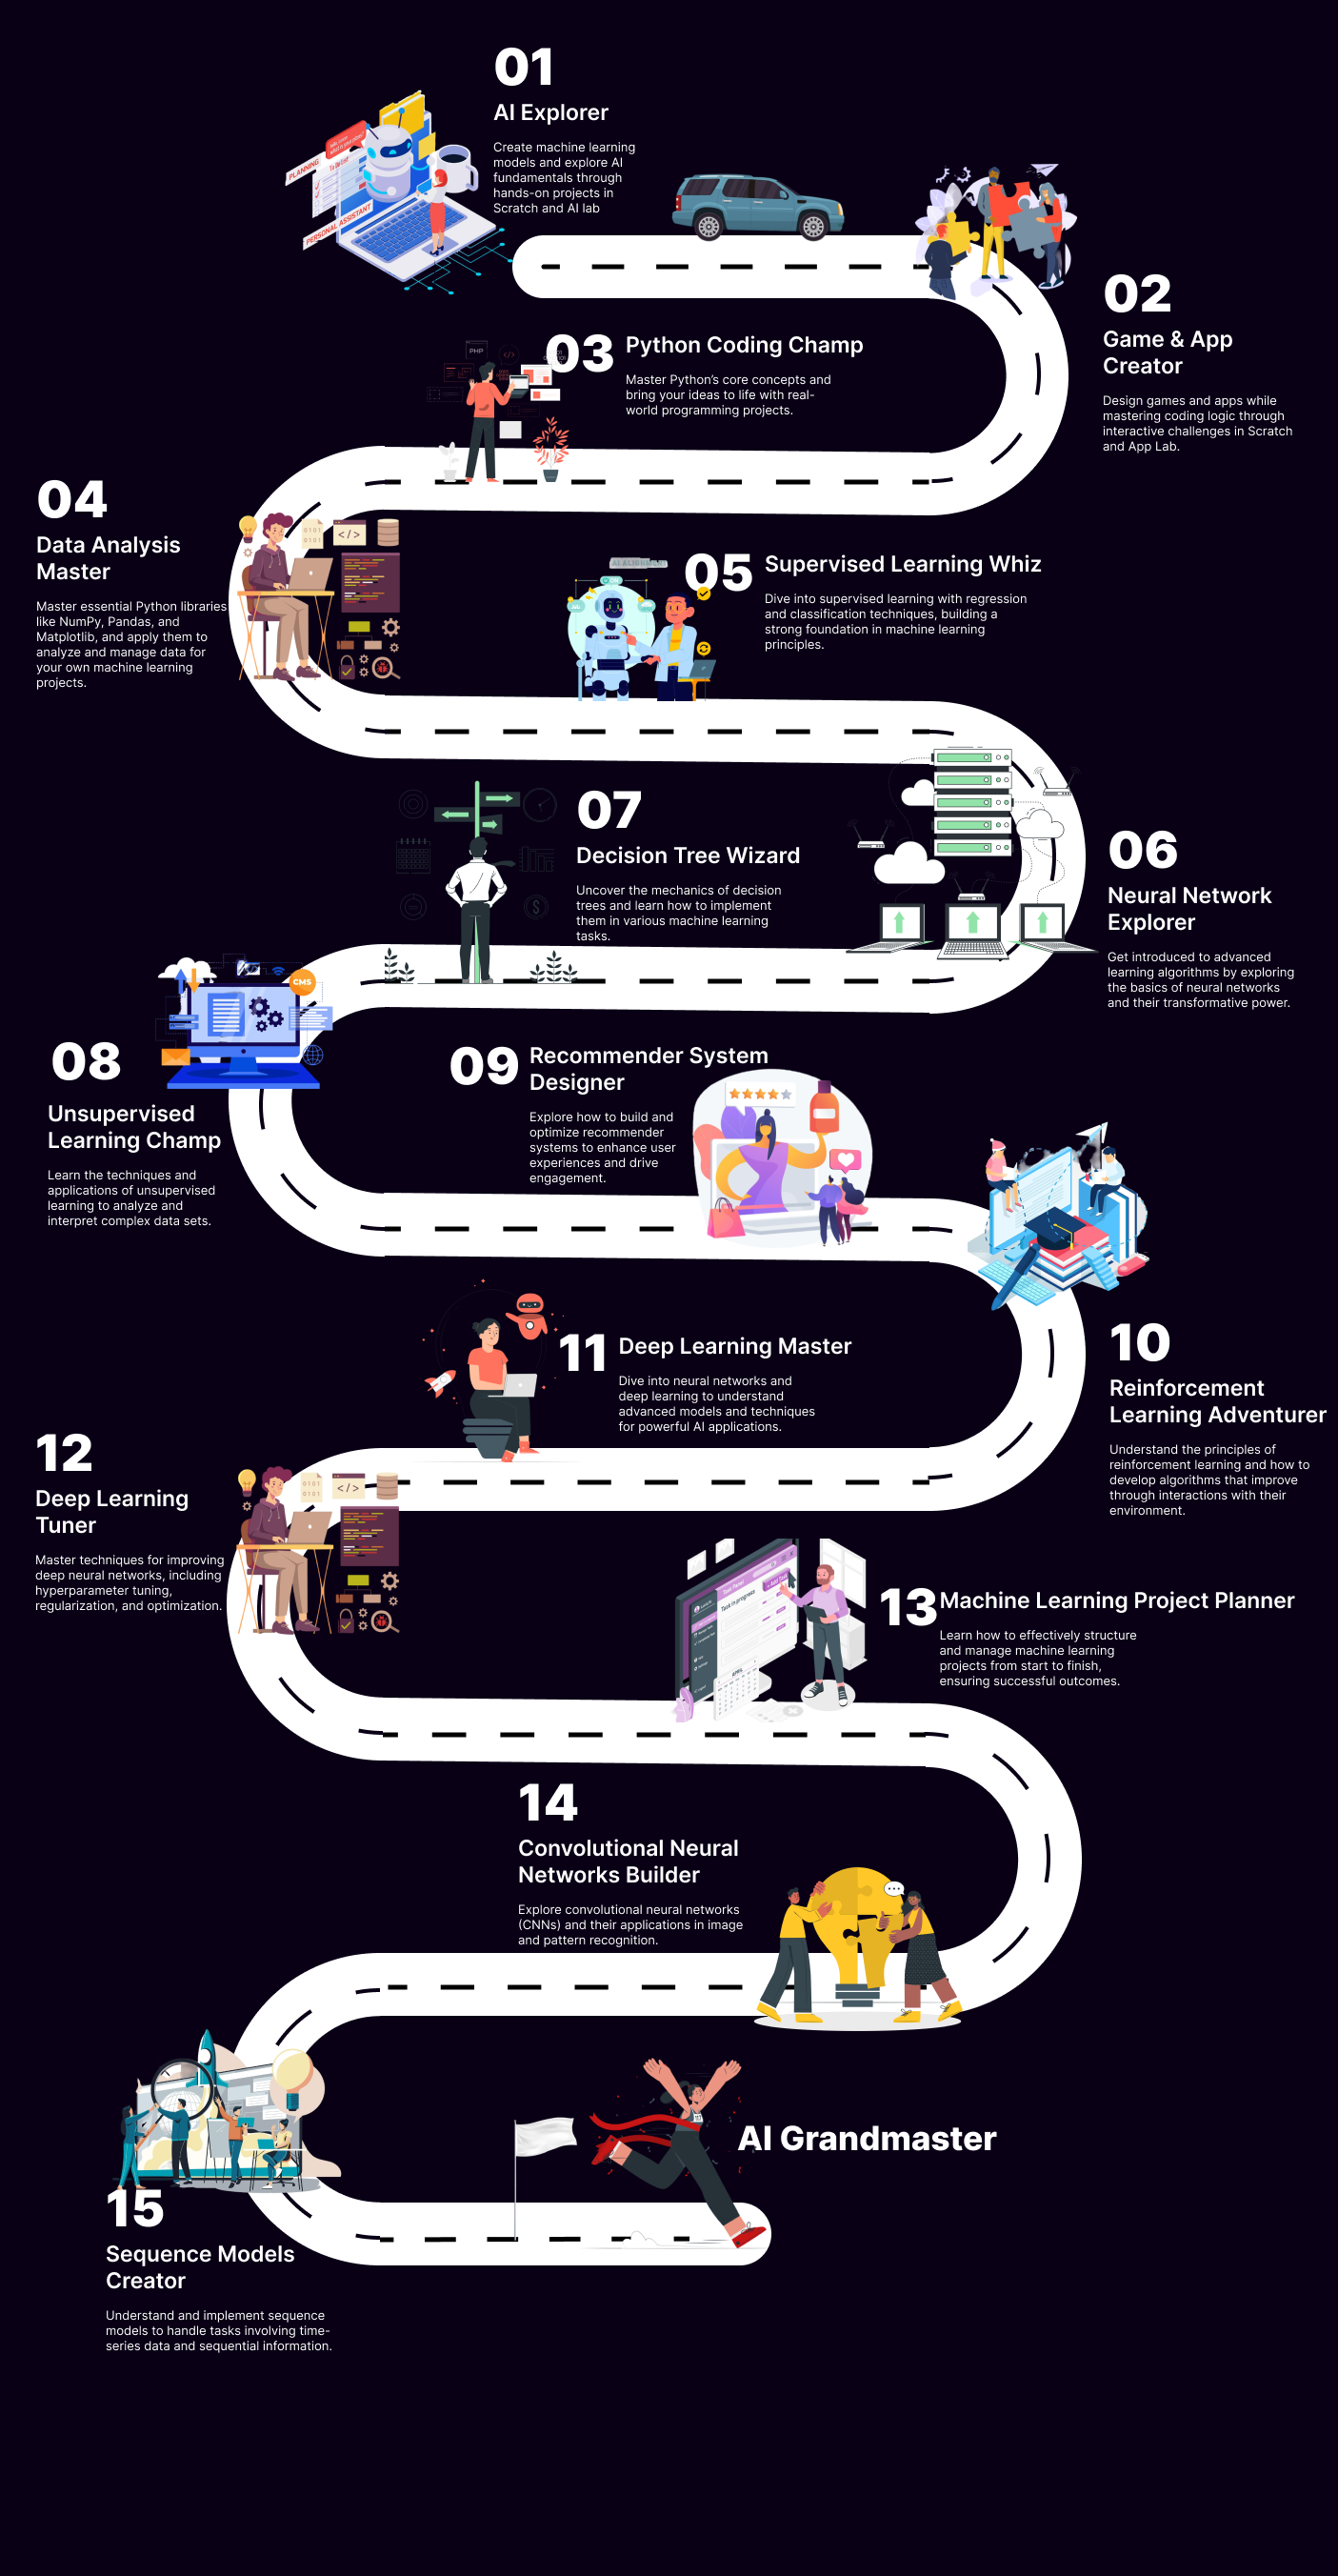 01
AI Explorer
Create machine learning
models and explore AI
fundamentals through
hands-on projects in
Scratch and AI lab
PLANNING
PERSONAL ASSISTANT
02
Game & App
Creator
Design games and apps while
mastering coding logic through
interactive challenges in Scratch
and App Lab.
PHP
</>
03
Python Coding Champ
Master Python's core concepts and
bring your ideas to life with real-
world programming projects.
04
Data Analysis
Master
Master essential Python libraries
like NumPy, Pandas, and
Matplotlib, and apply them to
analyze and manage data for
your own machine learning
projects.
0101
0101
</>
05
Supervised Learning Whiz
Dive into supervised learning with regression
and classification techniques, building a
strong foundation in machine learning
principles.
06
Neural Network
Explorer
Get introduced to advanced
learning algorithms by exploring
the basics of neural networks
and their transformative power.
07
Decision Tree Wizard
Uncover the mechanics of decision
trees and learn how to implement
them in various machine learning
tasks.
$
CMS
08
Unsupervised
Learning Champ
Learn the techniques and
applications of unsupervised
learning to analyze and
interpret complex data sets.
09
Recommender System
Designer
Explore how to build and
optimize recommender
systems to enhance user
experiences and drive
engagement.
10
Reinforcement
Learning Adventurer
Understand the principles of
reinforcement learning and how to
develop algorithms that improve
through interactions with their
environment.
11
Deep Learning Master
Dive into neural networks and
deep learning to understand
advanced models and techniques
for powerful AI applications.
12
Deep Learning
Tuner
Master techniques for improving
deep neural networks, including
hyperparameter tuning,
regularization, and optimization.
0101
0101
</>
Task Panel
Task in progress
APRIL
13
Machine Learning Project Planner
Learn how to effectively structure
and manage machine learning
projects from start to finish,
ensuring successful outcomes.
14
Convolutional Neural
Networks Builder
Explore convolutional neural networks
(CNNs) and their applications in image
and pattern recognition.
15
Sequence Models
Creator
Understand and implement sequence
models to handle tasks involving time-
series data and sequential information.
AI Grandmaster